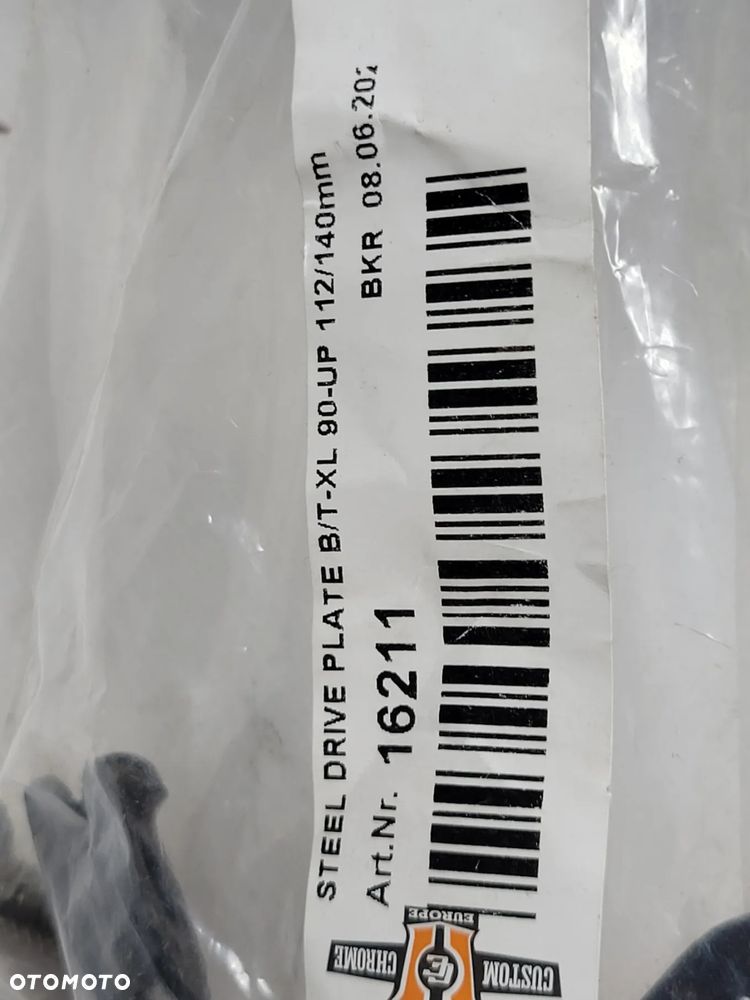 STEEL DRIVE PLATE B/T-XL 90-UP 112/140mm
BKR 08.06.202
Art.Nr. 16211
CUSTOM CHROME
EUROPE
OTOMOTO